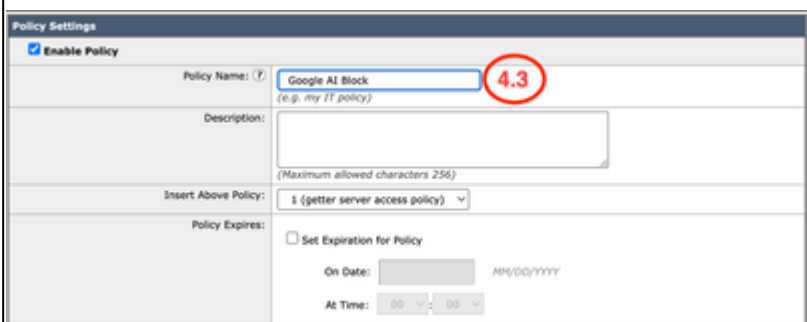 Policy Settings
Enable Policy
Policy Name: ? Google AI Block 4.3
(e.g. my IT policy)
Description:
(Maximum allowed characters 256)
Insert Above Policy: 1 (getter server access policy)
Policy Expires:
Set Expiration for Policy
On Date: MM/DD/YYYY
At Time: 00 : 00